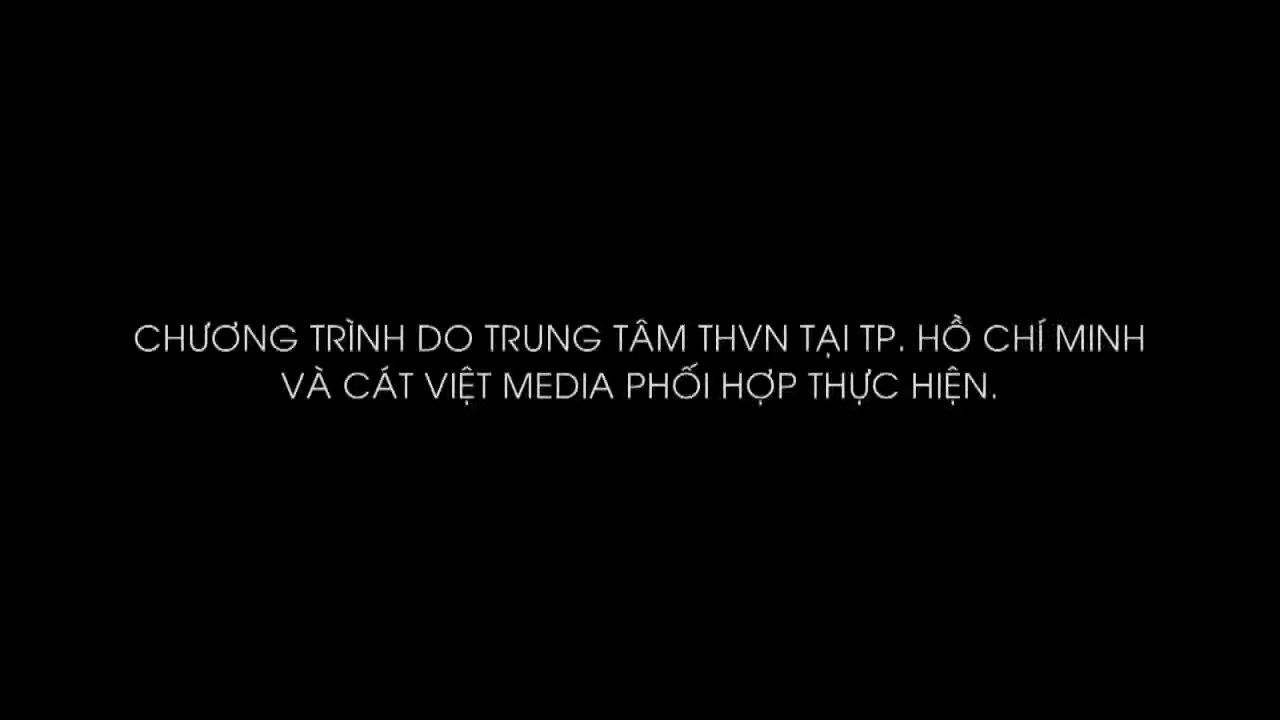 CHƯƠNG TRÌNH DO TRUNG TÂM THVN TẠI TP. HỒ CHÍ MINH
VÀ CÁT VIỆT MEDIA PHỐI HỢP THỰC HIỆN.